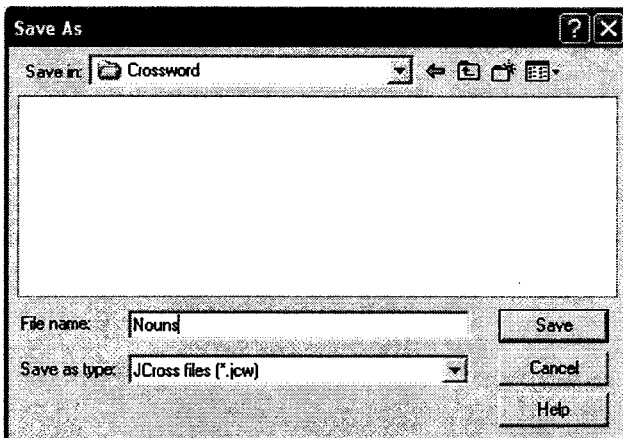 Save As
Save in: Crossword
File name: Nouns
Save
Save as type: JCross files (*.jcw)
Cancel
Help